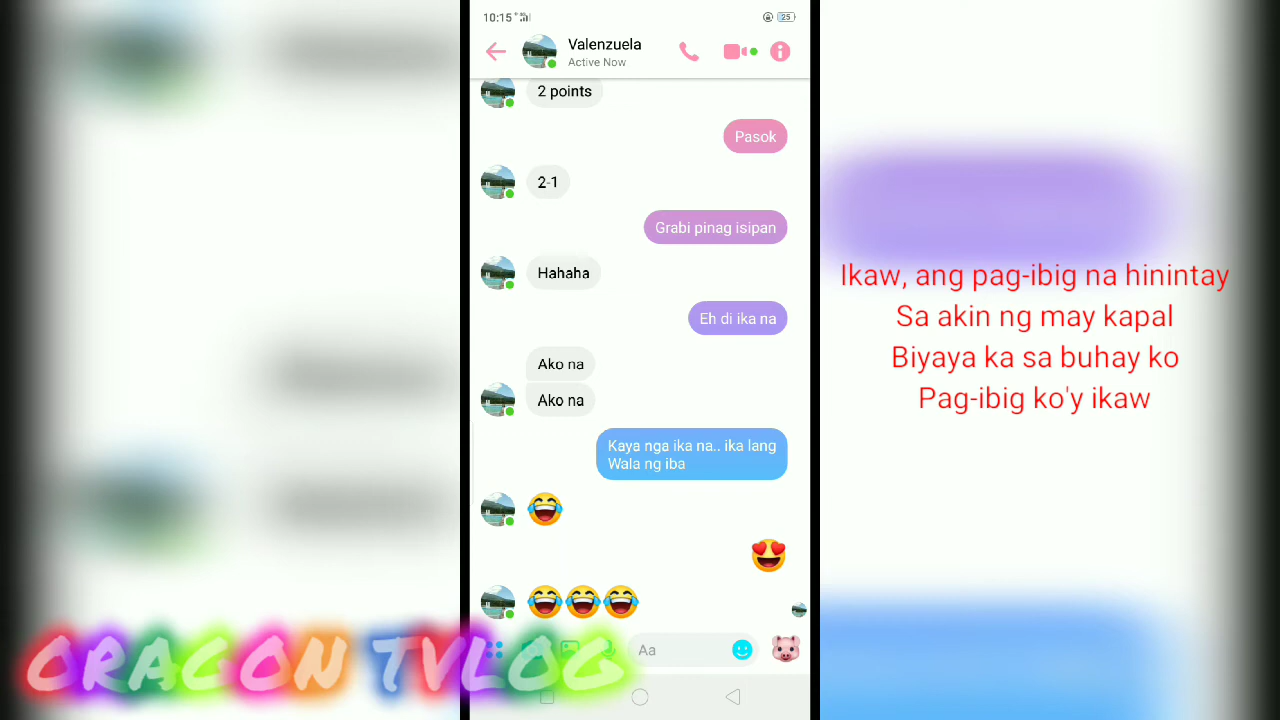 10:15
25
Valenzuela
Active Now
2 points
Pasok
2-1
Grabi pinag isipan
Hahaha
Eh di ika na
Ako na
Ako na
Kaya nga ika na.. ika lang
Wala ng iba
Aa
Ikaw, ang pag-ibig na hinintay
Sa akin ng may kapal
Biyaya ka sa buhay ko
Pag-ibig ko'y ikaw
ORAGON TVLOG